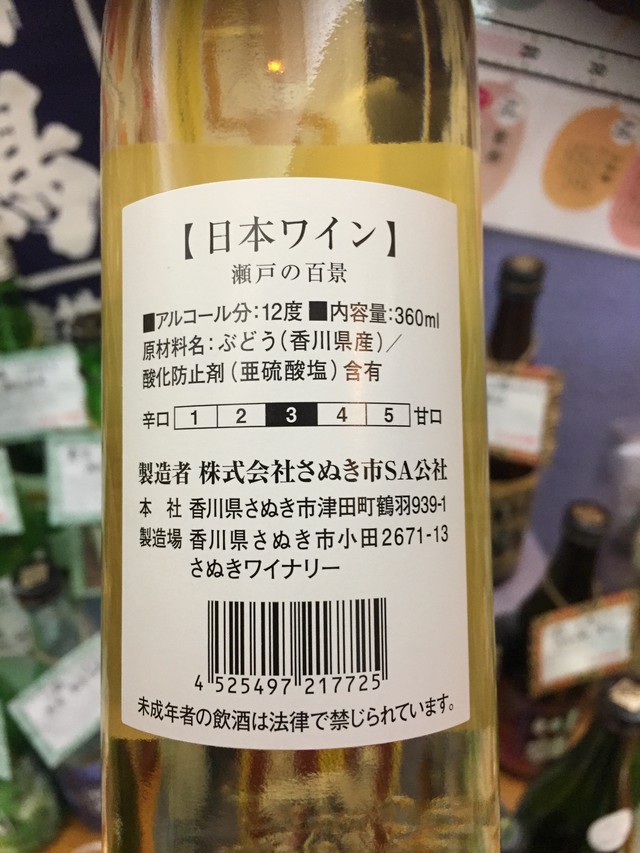 【日本ワイン】
瀬戸の百景
■アルコール分:12度 ■内容量:360ml
原材料名:ぶどう(香川県産)/
酸化防止剤(亜硫酸塩)含有
辛口 1 2 3 4 5 甘口
製造者 株式会社さぬき市SA公社
本社 香川県さぬき市津田町鶴羽939-1
製造場 香川県さぬき市小田2671-13
さぬきワイナリー
4 525497 217725
未成年者の飲酒は法律で禁じられています。